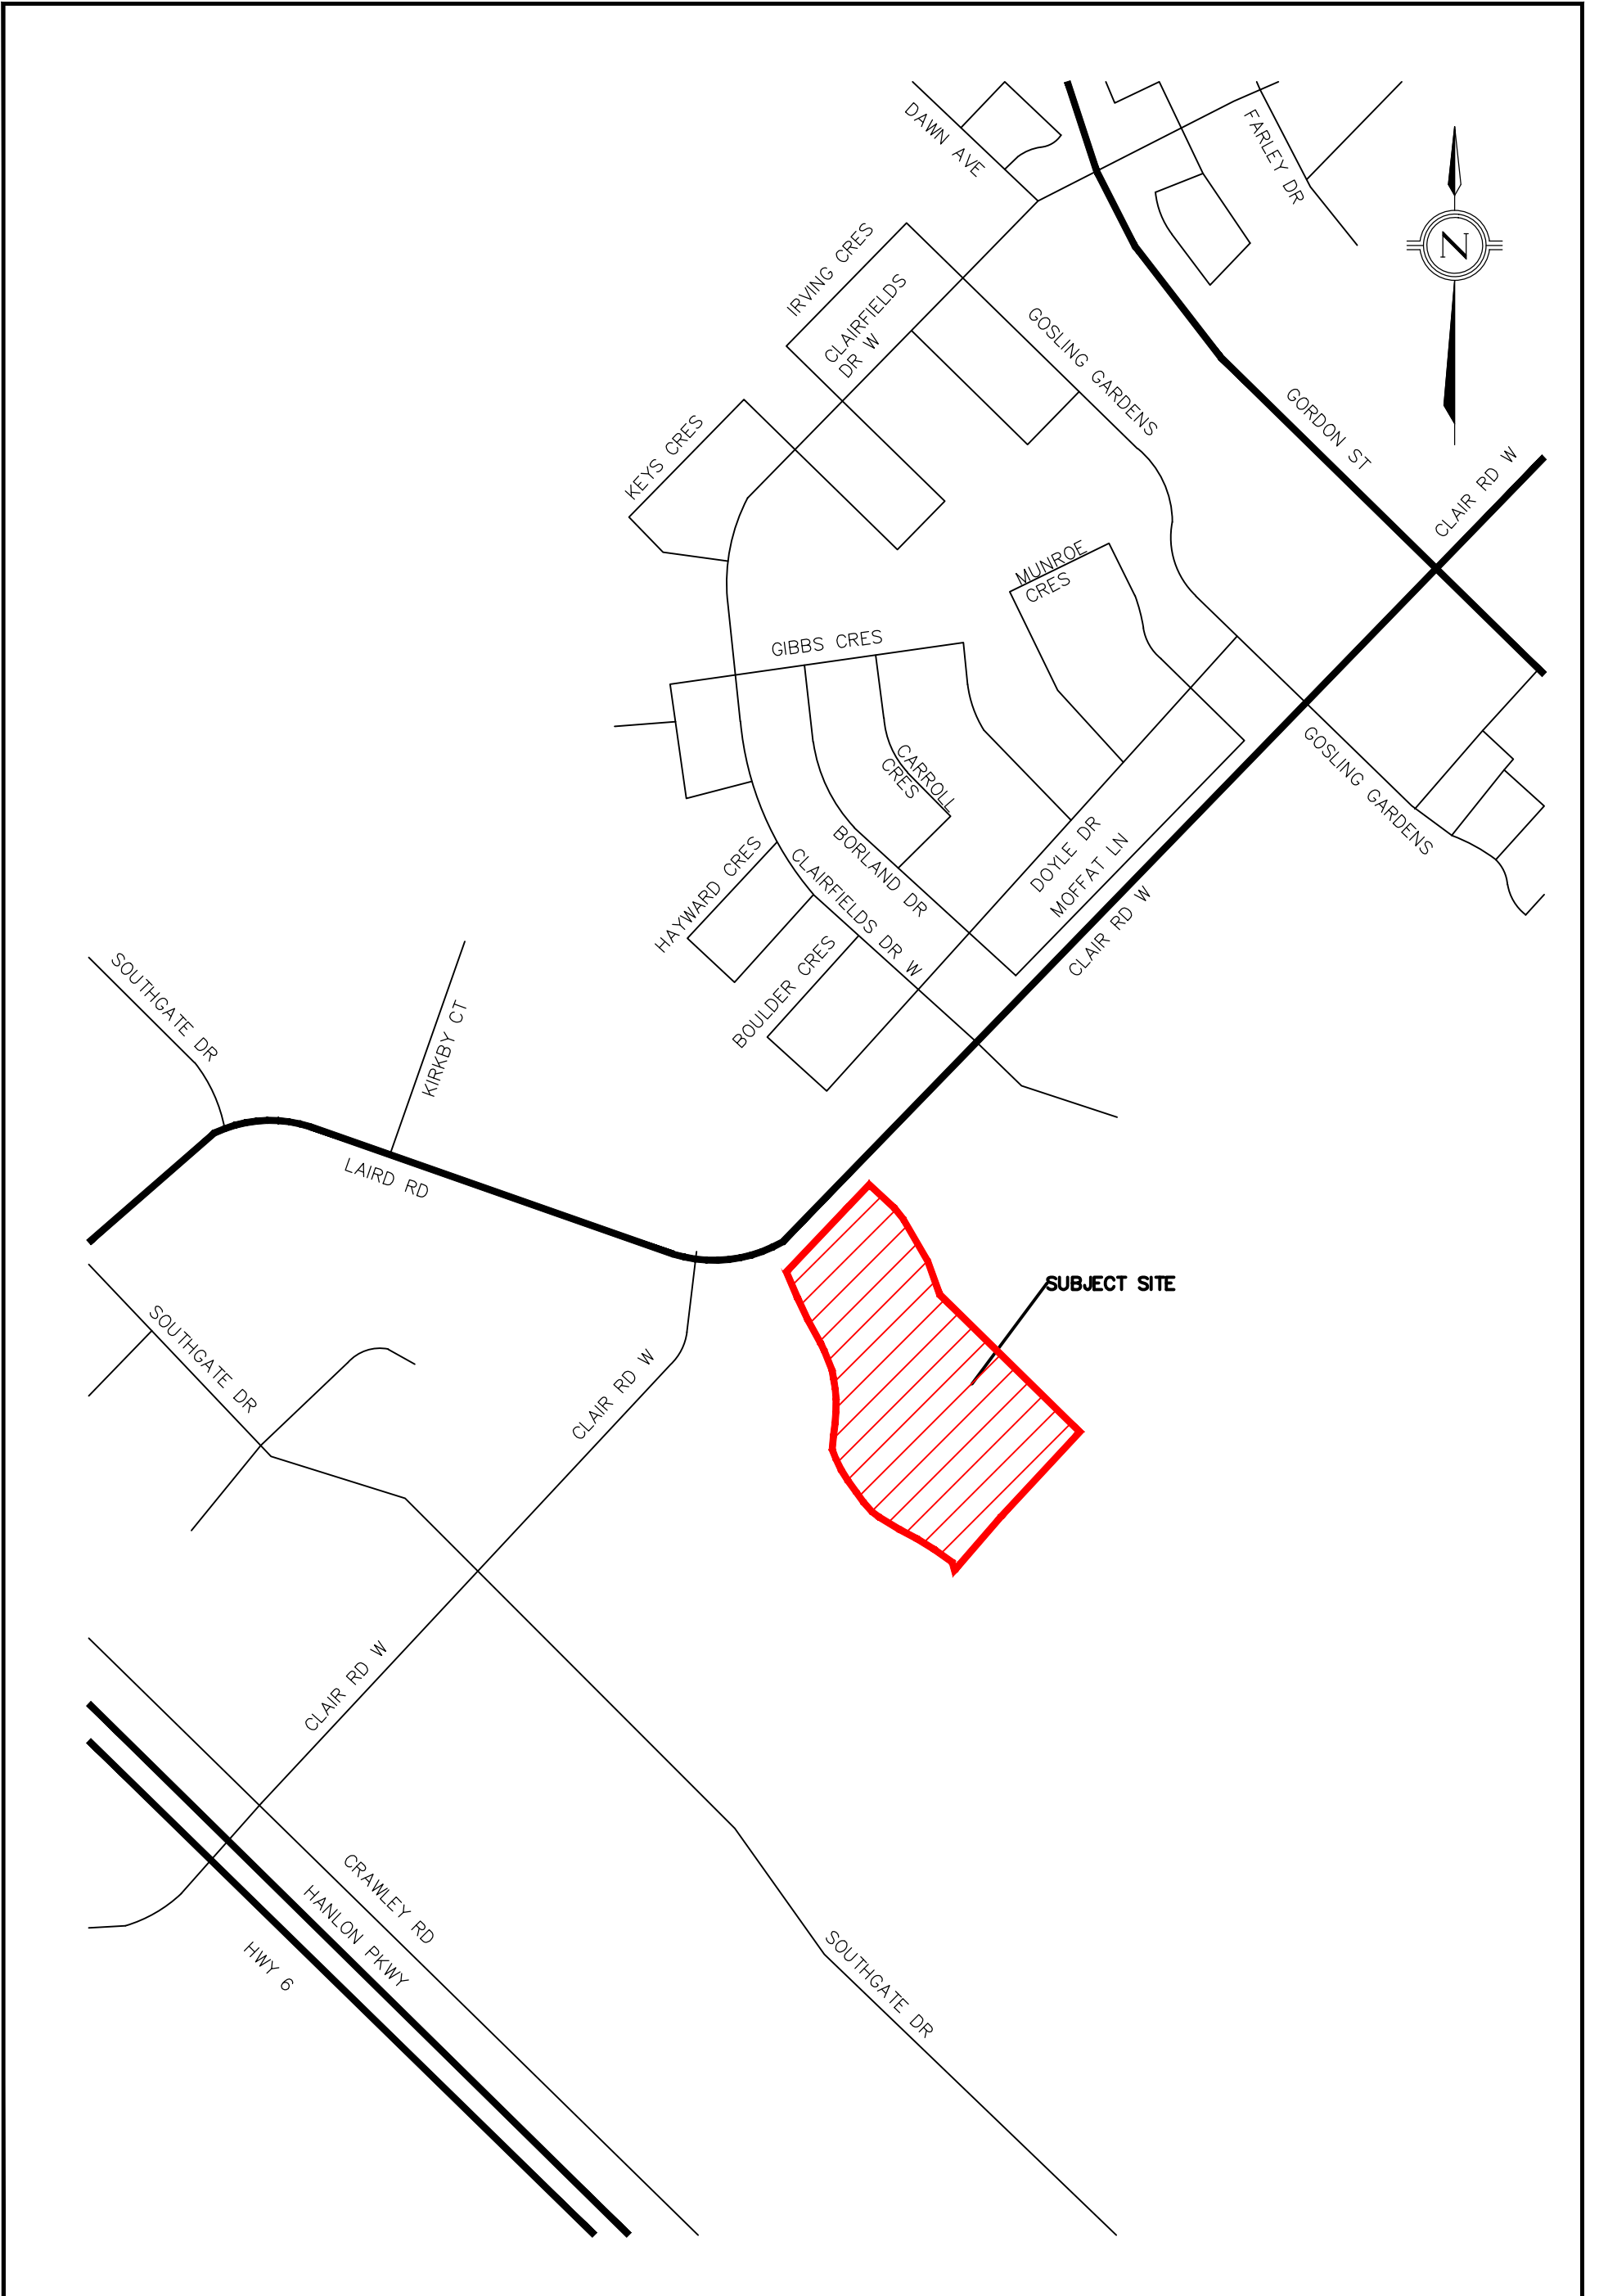 DAWN AVE
FARLEY DR
IRVING CRES
CLAIRFIELDS
DR W
N
GOSLING GARDENS
GORDON ST
KEYS CRES
CLAIR RD W
MUNROE
CRES
GIBBS CRES
CARROLL
CRES
GOSLING GARDENS
DOYLE DR
MOFFAT LN
BORLAND DR
HAYWARD CRES
CLAIRFIELDS DR W
CLAIR RD W
BOULDER CRES
SOUTHGATE DR
KIRKBY CT
LAIRD RD
SUBJECT SITE
SOUTHGATE DR
CLAIR RD W
CLAIR RD W
CRAWLEY RD
HANLON PKWY
HWY 6
SOUTHGATE DR